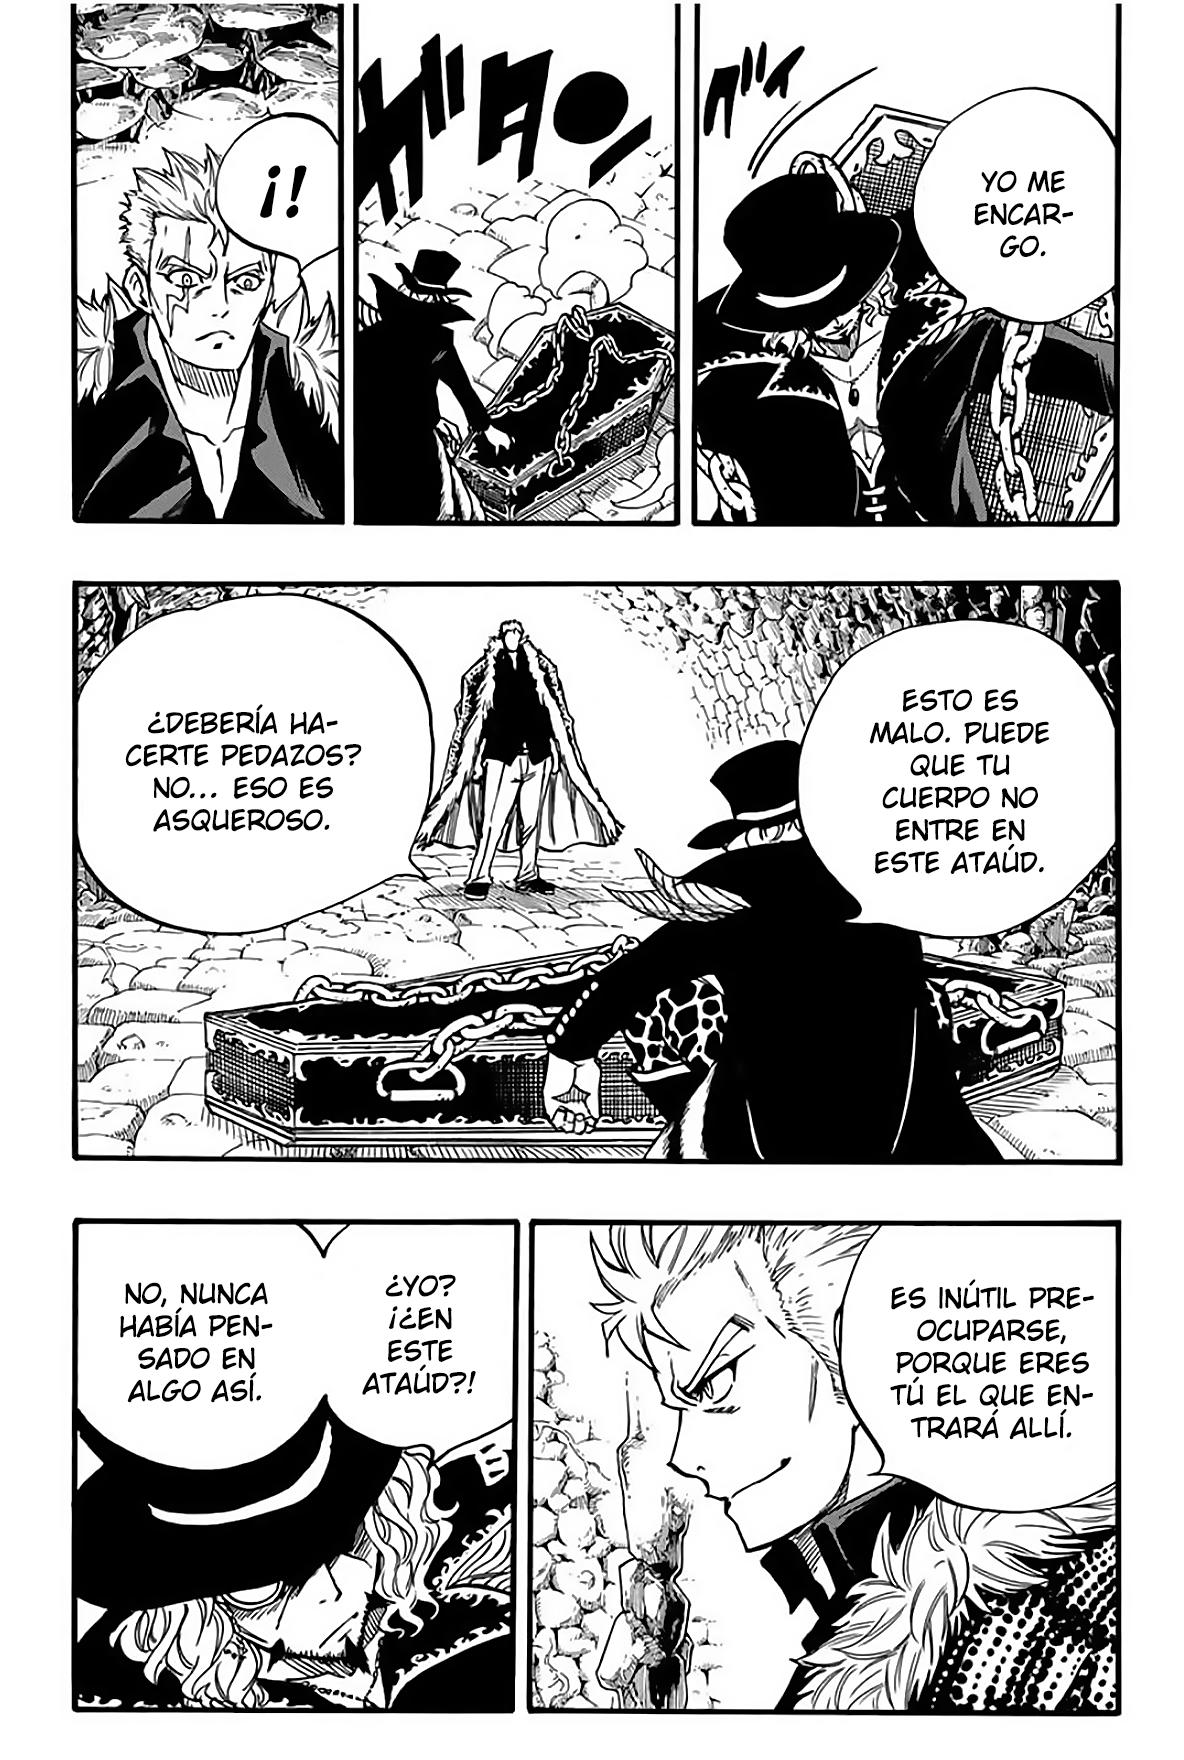 YO ME
ENCAR-
GO.
グイ
ガタン
¡!
ESTO ES
MALO. PUEDE
QUE TU
CUERPO NO
ENTRE EN
ESTE ATAÚD.
¿DEBERÍA HA-
CERTE PEDAZOS?
NO... ESO ES
ASQUEROSO.
ES INÚTIL PRE-
OCUPARSE,
PORQUE ERES
TÚ EL QUE EN-
TRARÁ ALLÍ.
¿YO?
¡¿EN
ESTE
ATAÚD?!
NO, NUNCA
HABÍA PEN-
SADO EN
ALGO ASÍ.